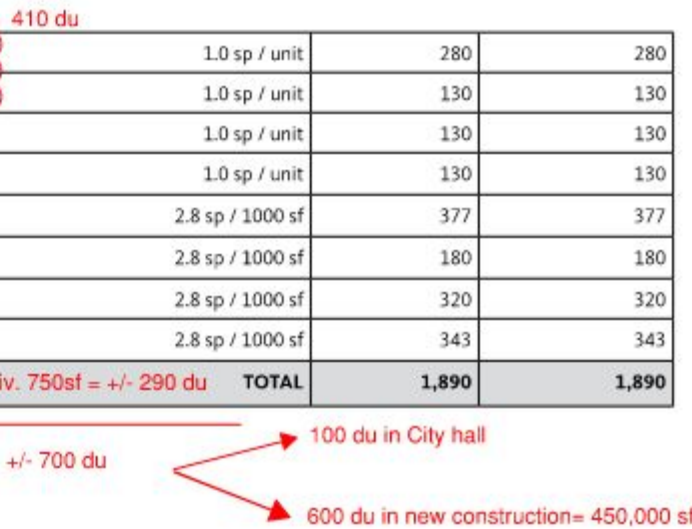 410 du
1.0 sp / unit 280 280
1.0 sp / unit 130 130
1.0 sp / unit 130 130
1.0 sp / unit 130 130
2.8 sp / 1000 sf 377 377
2.8 sp / 1000 sf 180 180
2.8 sp / 1000 sf 320 320
2.8 sp / 1000 sf 343 343
iv. 750sf = +/- 290 du TOTAL 1,890 1,890
100 du in City hall
+/- 700 du
600 du in new construction= 450,000 sf